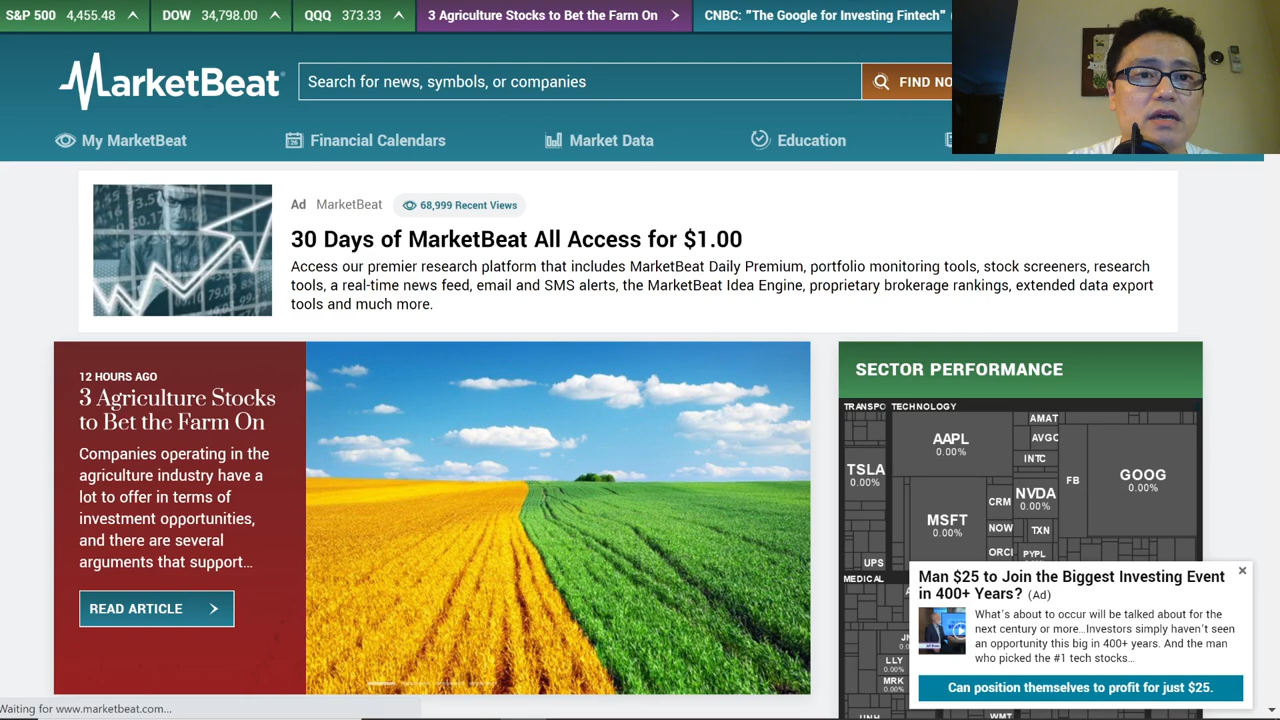 S&P 500 4,455.48 DOW 34,798.00 QQQ 373.33 3 Agriculture Stocks to Bet the Farm On CNBC: "The Google for Investing Fintech"
MarketBeat®
Search for news, symbols, or companies
FIND NO
My MarketBeat Financial Calendars Market Data Education
Ad MarketBeat 68,999 Recent Views
30 Days of MarketBeat All Access for $1.00
Access our premier research platform that includes MarketBeat Daily Premium, portfolio monitoring tools, stock screeners, research
tools, a real-time news feed, email and SMS alerts, the MarketBeat Idea Engine, proprietary brokerage rankings, extended data export
tools and much more.
12 HOURS AGO
3 Agriculture Stocks
to Bet the Farm On
Companies operating in the
agriculture industry have a
lot to offer in terms of
investment opportunities,
and there are several
arguments that support...
READ ARTICLE
SECTOR PERFORMANCE
TRANSPO TECHNOLOGY
AAPL
0.00%
AMAT
AVGO
INTC
TSLA
0.00%
FB
GOOG
0.00%
MSFT
0.00%
CRM
NVDA
0.00%
NOW
TXN
ORCL
PYPL
UPS
MEDICAL
LLY
0.00%
MRK
0.00%
UNH
WMT
Man $25 to Join the Biggest Investing Event
in 400+ Years? (Ad)
What's about to occur will be talked about for the
next century or more...Investors simply haven't seen
an opportunity this big in 400+ years. And the man
who picked the #1 tech stocks...
Can position themselves to profit for just $25.
Waiting for www.marketbeat.com...